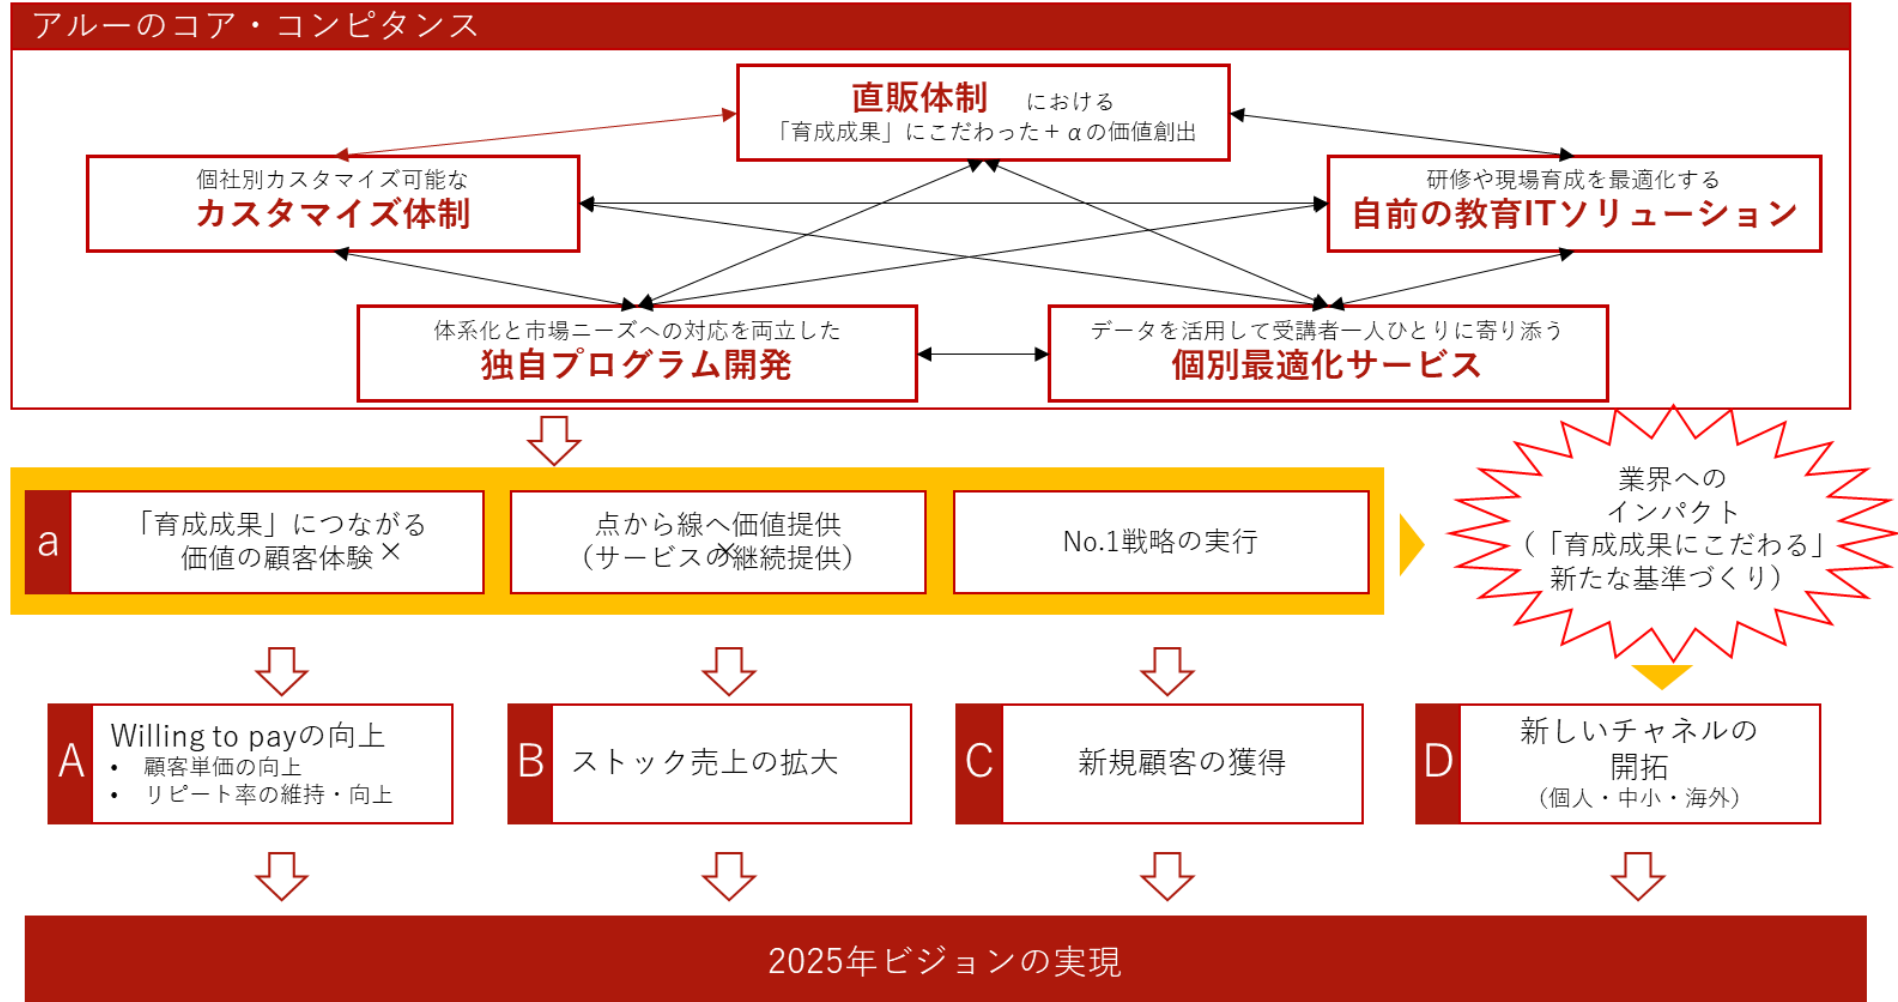 アルーのコア・コンピタンス
直販体制 における
「育成成果」にこだわった＋αの価値創出
個社別カスタマイズ可能な
カスタマイズ体制
研修や現場育成を最適化する
自前の教育ITソリューション
体系化と市場ニーズへの対応を両立した
独自プログラム開発
データを活用して受講者一人ひとりに寄り添う
個別最適化サービス
a
「育成成果」につながる
価値の顧客体験
×
点から線へ価値提供
（サービスの継続提供）
×
No.1戦略の実行
業界への
インパクト
（「育成成果にこだわる」
新たな基準づくり）
A
Willing to payの向上
• 顧客単価の向上
• リピート率の維持・向上
B
ストック売上の拡大
C
新規顧客の獲得
D
新しいチャネルの
開拓
（個人・中小・海外）
2025年ビジョンの実現